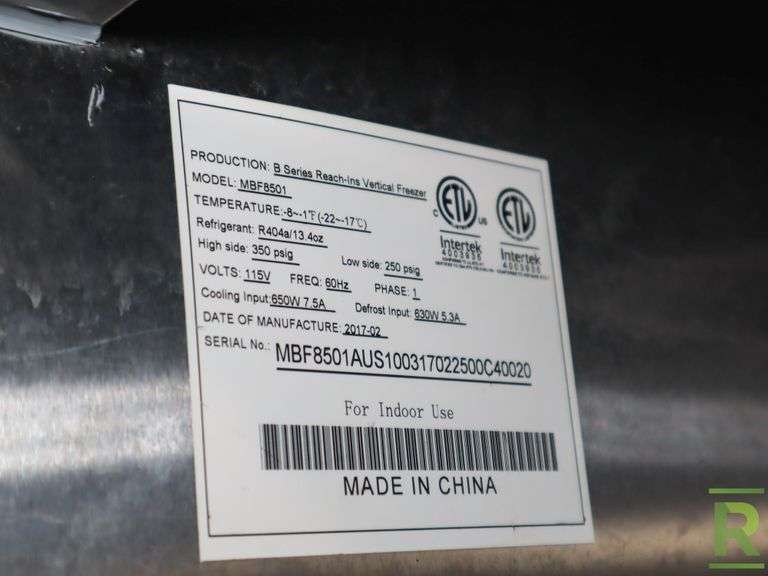 PRODUCTION: B Series Reach-Ins Vertical Freezer
MODEL: MBF8501
TEMPERATURE:-8~-1℉(-22~-17℃)
Refrigerant: R404a/13.4oz
High side: 350 psig Low side: 250 psig
VOLTS: 115V FREQ: 60Hz PHASE: 1
Cooling Input:650W 7.5A Defrost Input: 630W 5.3A
DATE OF MANUFACTURE: 2017-02
SERIAL No.: MBF8501AUS100317022500C40020
C ETL US ETL
Intertek Intertek
4003835 4003835
For Indoor Use
MADE IN CHINA
R